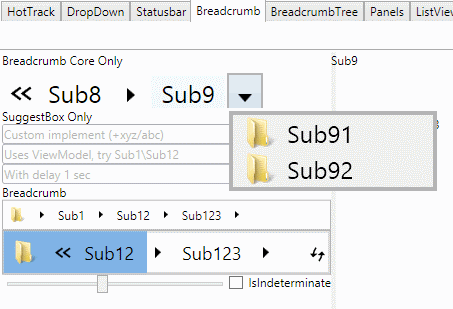 HotTrack DropDown Statusbar Breadcrumb BreadcrumbTree Panels ListView
Breadcrumb Core Only Sub9
Sub8 Sub9
SuggestBox Only
Custom implement (+xyz/abc)
Uses ViewModel, try Sub1\Sub12
With delay 1 sec
Sub91
Sub92
Breadcrumb
Sub1 Sub12 Sub123
Sub12 Sub123
IsIndeterminate